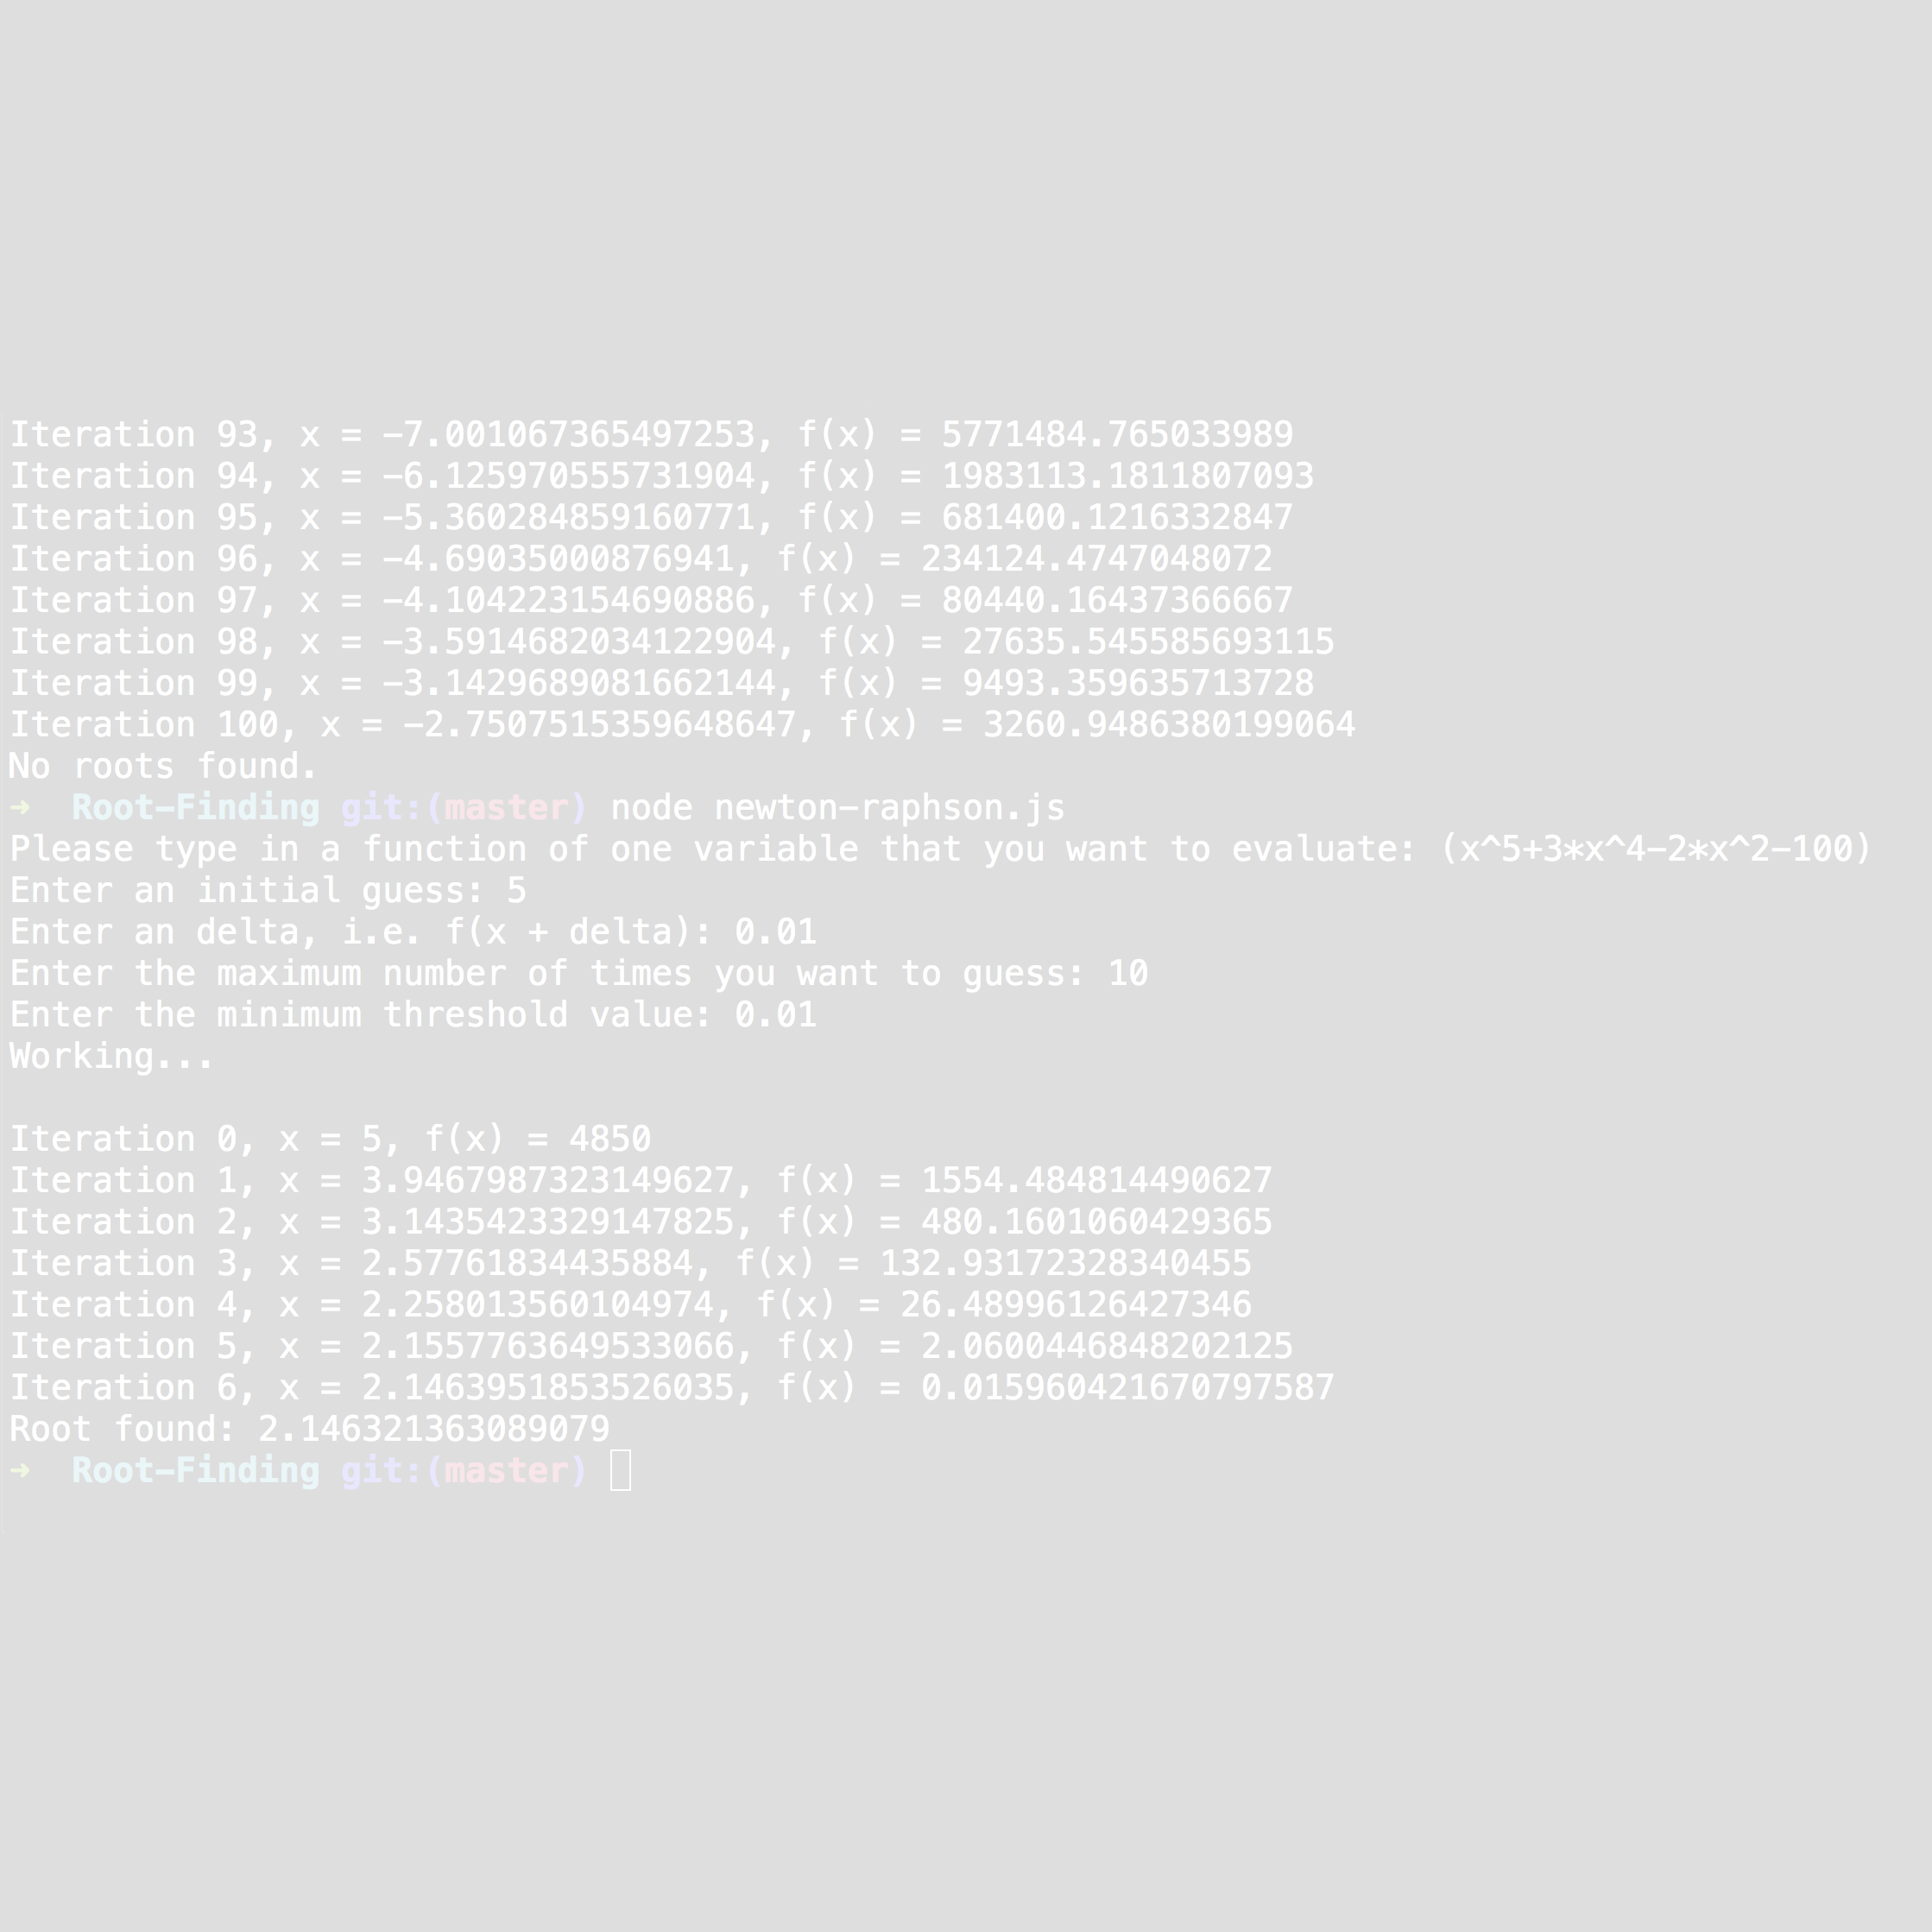 Iteration 93, x = -7.001067365497253, f(x) = 5771484.765033989
Iteration 94, x = -6.125970555731904, f(x) = 1983113.1811807093
Iteration 95, x = -5.360284859160771, f(x) = 681400.1216332847
Iteration 96, x = -4.69035000876941, f(x) = 234124.4747048072
Iteration 97, x = -4.104223154690886, f(x) = 80440.16437366667
Iteration 98, x = -3.5914682034122904, f(x) = 27635.545585693115
Iteration 99, x = -3.1429689081662144, f(x) = 9493.359635713728
Iteration 100, x = -2.7507515359648647, f(x) = 3260.9486380199064
No roots found.
➜  Root-Finding git:(master) node newton-raphson.js
Please type in a function of one variable that you want to evaluate: (x^5+3*x^4-2*x^2-100)
Enter an initial guess: 5
Enter an delta, i.e. f(x + delta): 0.01
Enter the maximum number of times you want to guess: 10
Enter the minimum threshold value: 0.01
Working...
Iteration 0, x = 5, f(x) = 4850
Iteration 1, x = 3.9467987323149627, f(x) = 1554.484814490627
Iteration 2, x = 3.1435423329147825, f(x) = 480.1601060429365
Iteration 3, x = 2.577618344358​84, f(x) = 132.93172328340455
Iteration 4, x = 2.258013560104974, f(x) = 26.48996126427346
Iteration 5, x = 2.1557763649533066, f(x) = 2.0600446848202125
Iteration 6, x = 2.1463951853526035, f(x) = 0.015960421670797587
Root found: 2.146321363089079
➜  Root-Finding git:(master)